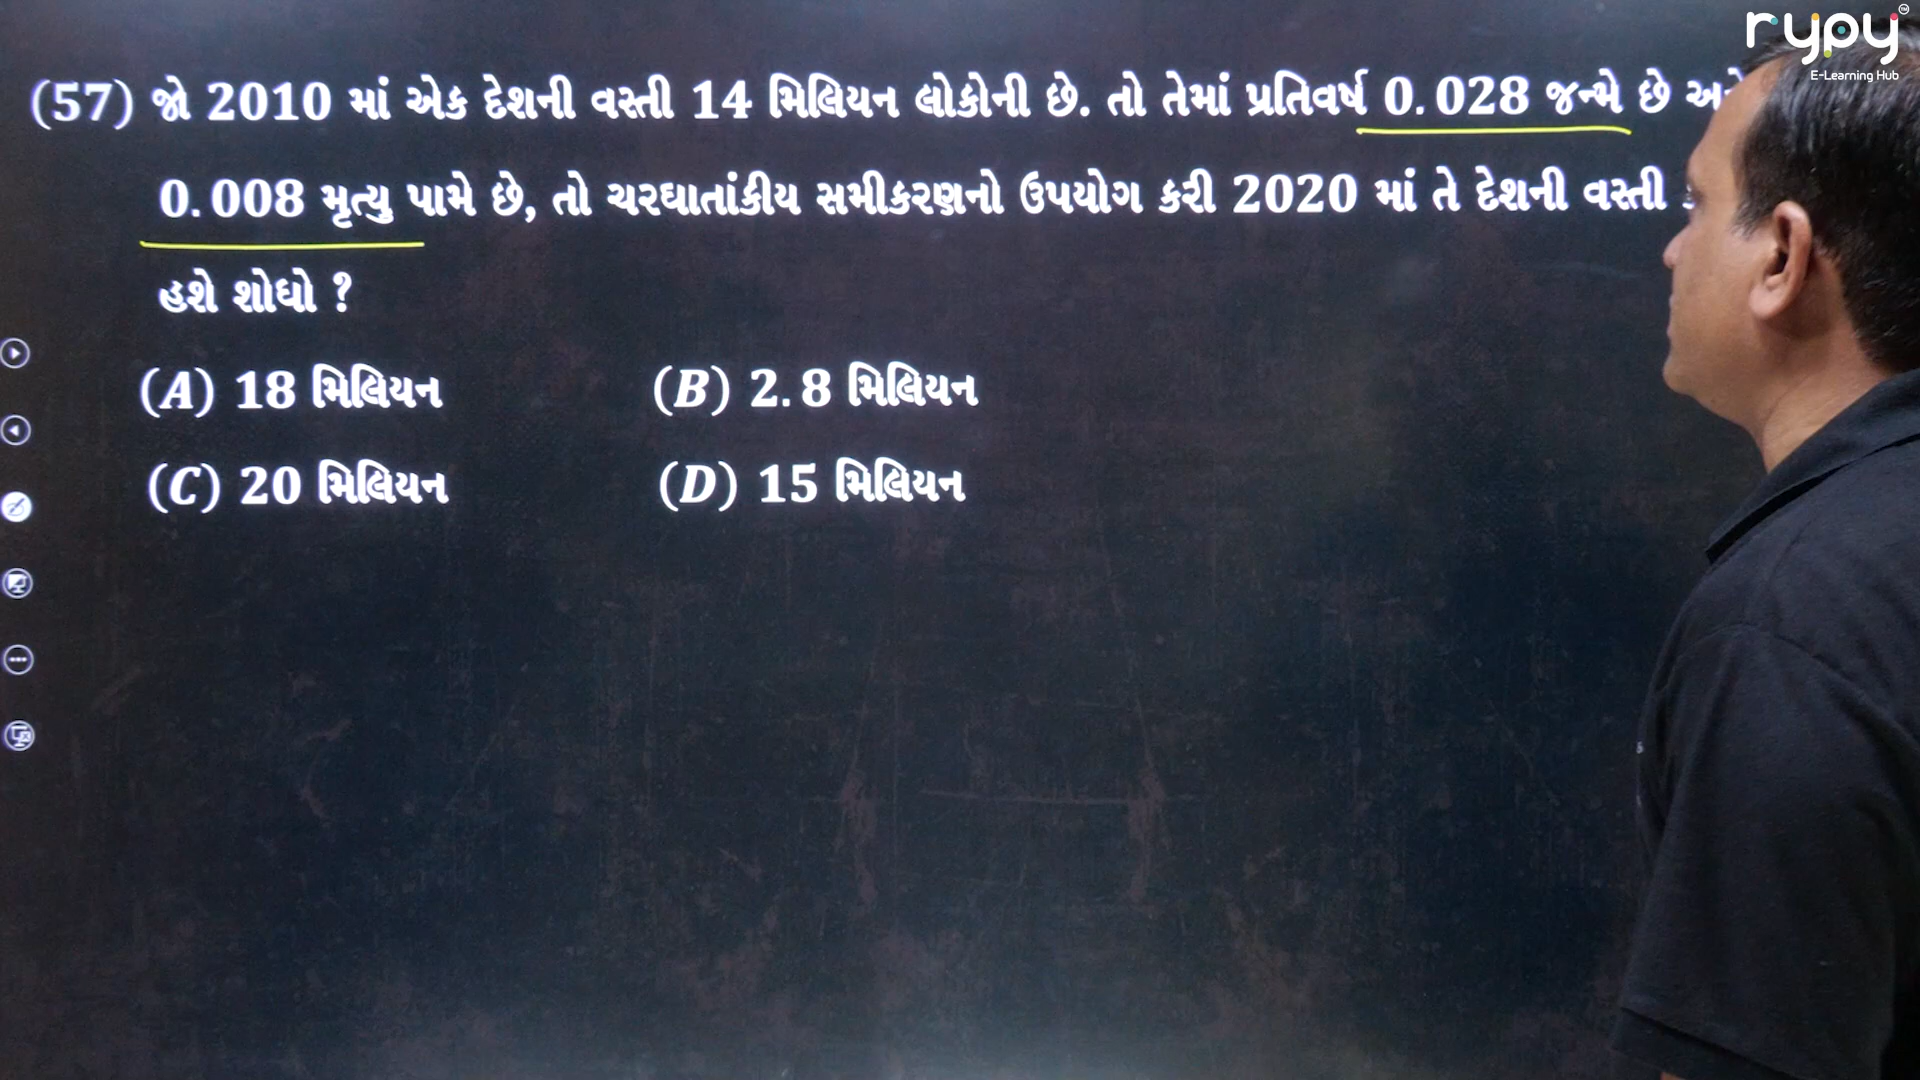 rypy™
E-Learning Hub
(57) જો 2010 માં એક દેશની વસ્તી 14 મિલિયન લોકોની છે. તો તેમાં પ્રતિવર્ષ 0.028 જન્મે છે
0.008 મૃત્યુ પામે છે, તો ચરઘાતાંકીય સમીકરણનો ઉપયોગ કરી 2020 માં તે દેશની વસ્તી
હશે શોધો ?
(A) 18 મિલિયન (B) 2.8 મિલિયન
(C) 20 મિલિયન (D) 15 મિલિયન